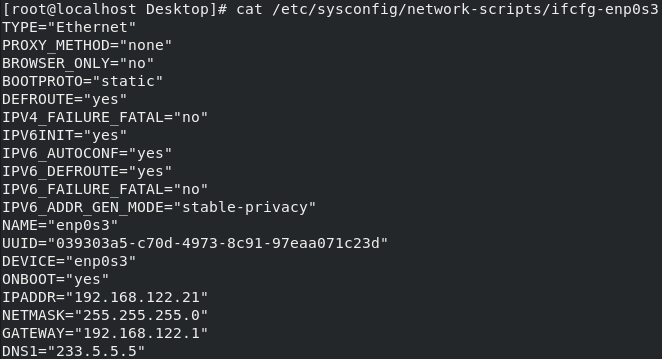 [root@localhost Desktop]# cat /etc/sysconfig/network-scripts/ifcfg-enp0s3
TYPE="Ethernet"
PROXY_METHOD="none"
BROWSER_ONLY="no"
BOOTPROTO="static"
DEFROUTE="yes"
IPV4_FAILURE_FATAL="no"
IPV6INIT="yes"
IPV6_AUTOCONF="yes"
IPV6_DEFROUTE="yes"
IPV6_FAILURE_FATAL="no"
IPV6_ADDR_GEN_MODE="stable-privacy"
NAME="enp0s3"
UUID="039303a5-c70d-4973-8c91-97eaa071c23d"
DEVICE="enp0s3"
ONBOOT="yes"
IPADDR="192.168.122.21"
NETMASK="255.255.255.0"
GATEWAY="192.168.122.1"
DNS1="233.5.5.5"